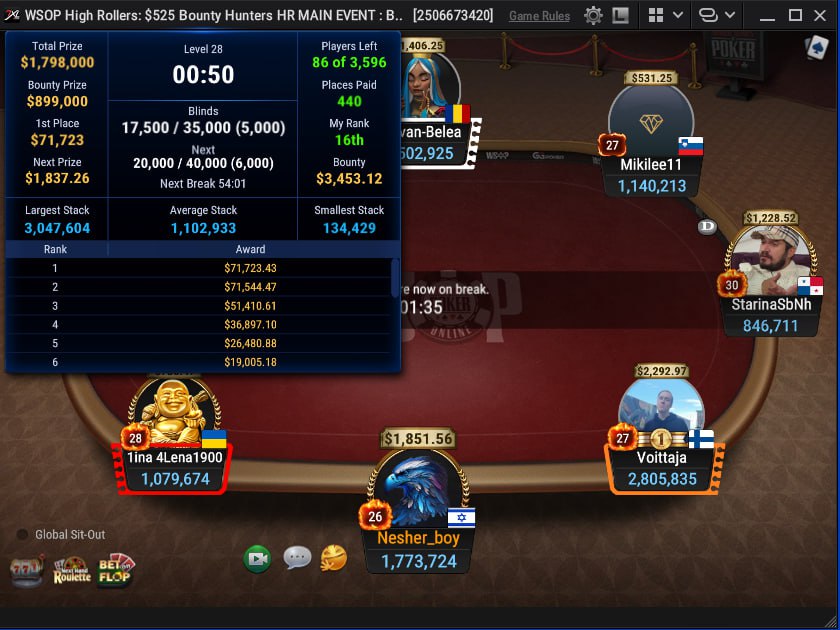 WSOP High Rollers: $525 Bounty Hunters HR MAIN EVENT : B.. [2506673420] Game Rules
Total Prize
$1,798,000
Bounty Prize
$899,000
1st Place
$71,723
Next Prize
$1,837.26
Level 28
00:50
Blinds
17,500 / 35,000 (5,000)
Next
20,000 / 40,000 (6,000)
Next Break 54:01
Players Left
86 of 3,596
Places Paid
440
My Rank
16th
Bounty
$3,453.12
Largest Stack
3,047,604
Average Stack
1,102,933
Smallest Stack
134,429
Rank Award
1 $71,723.43
2 $71,544.47
3 $51,410.61
4 $36,897.10
5 $26,480.88
6 $19,005.18
1,406.25
van-Belea
502,925
POKER
$531.25
27
Mikilee11
1,140,213
D
$1,228.52
30
StarinaSbNh
846,711
re now on break.
01:35
POKER
ONLINE
$2,292.97
27
1
Voittaja
2,805,835
$1,851.56
26
Nesher_boy
1,773,724
28
1ina 4Lena1900
1,079,674
Global Sit-Out
777
Next Hand
Roulette
BET
FLOP